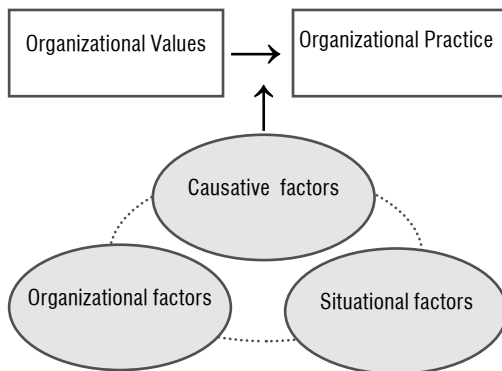 Organizational Values
Organizational Practice
Causative factors
Organizational factors
Situational factors